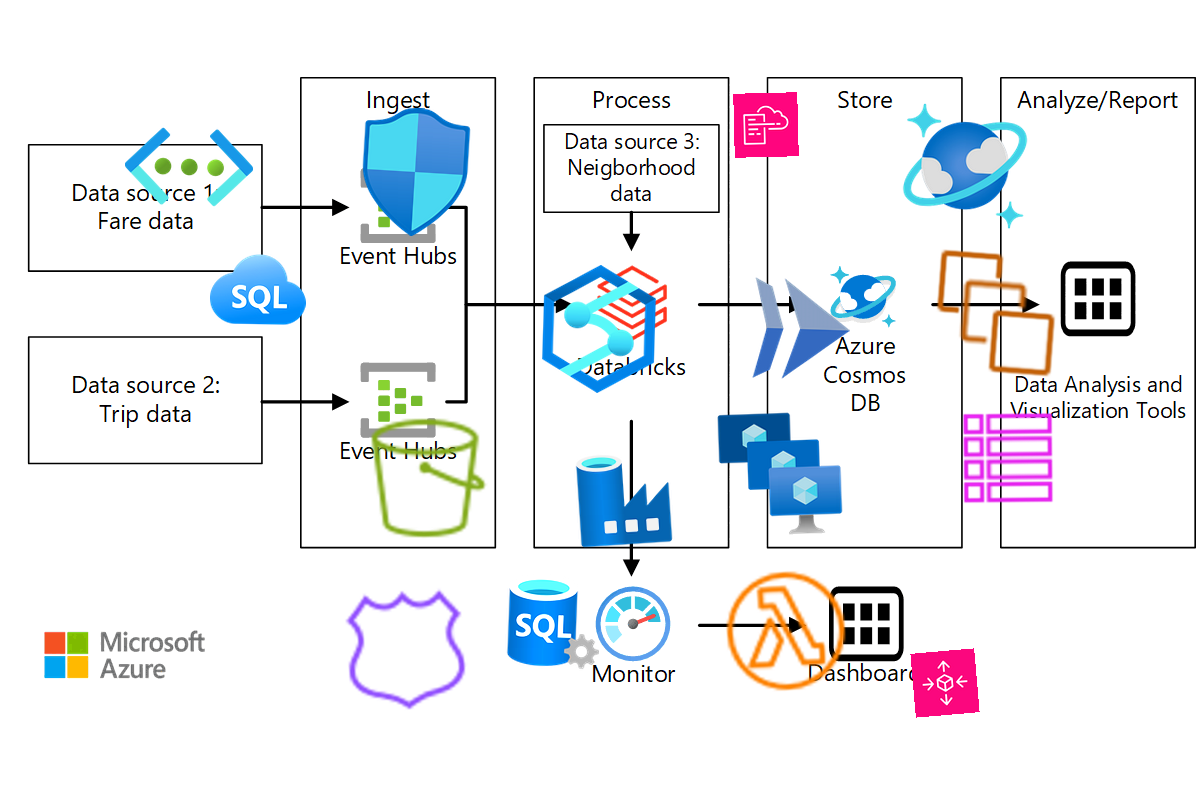 Ingest
Process
Store
Analyze/Report
Data source 1:
Fare data
Data source 3:
Neigborhood
data
Event Hubs
SQL
Data source 2:
Trip data
Databricks
Azure
Cosmos
DB
Data Analysis and
Visualization Tools
Event Hubs
SQL
Monitor
Dashboard
Microsoft
Azure